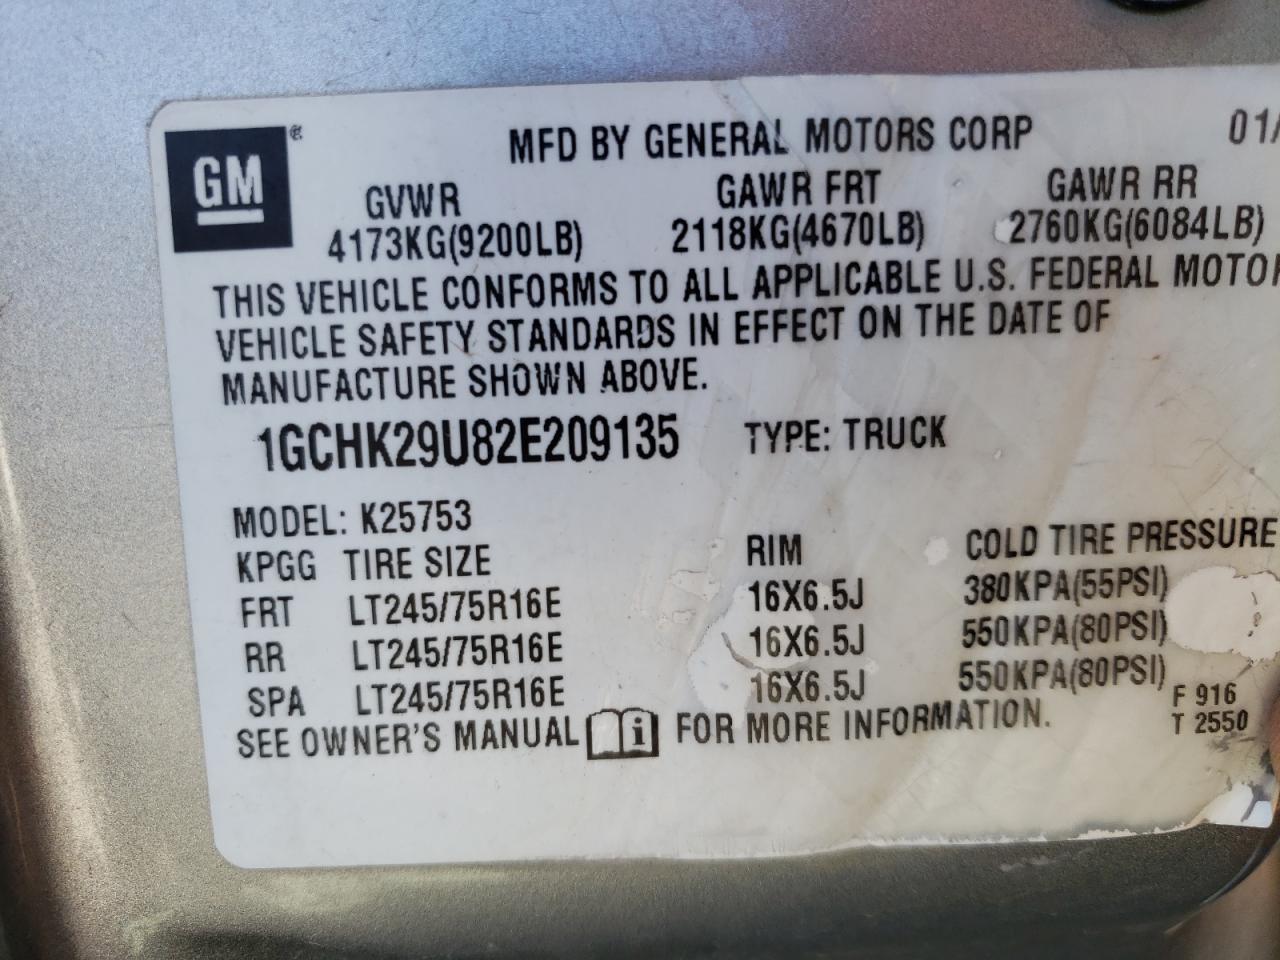 GM ®
MFD BY GENERAL MOTORS CORP 01/
GVWR GAWR FRT GAWR RR
4173KG(9200LB) 2118KG(4670LB) 2760KG(6084LB)
THIS VEHICLE CONFORMS TO ALL APPLICABLE U.S. FEDERAL MOTOR
VEHICLE SAFETY STANDARDS IN EFFECT ON THE DATE OF
MANUFACTURE SHOWN ABOVE.
1GCHK29U82E209135 TYPE: TRUCK
MODEL: K25753
KPGG TIRE SIZE RIM COLD TIRE PRESSURE
FRT LT245/75R16E 16X6.5J 380KPA(55PSI)
RR LT245/75R16E 16X6.5J 550KPA(80PSI)
SPA LT245/75R16E 16X6.5J 550KPA(80PSI)
SEE OWNER'S MANUAL i FOR MORE INFORMATION.
F 916
T 2550